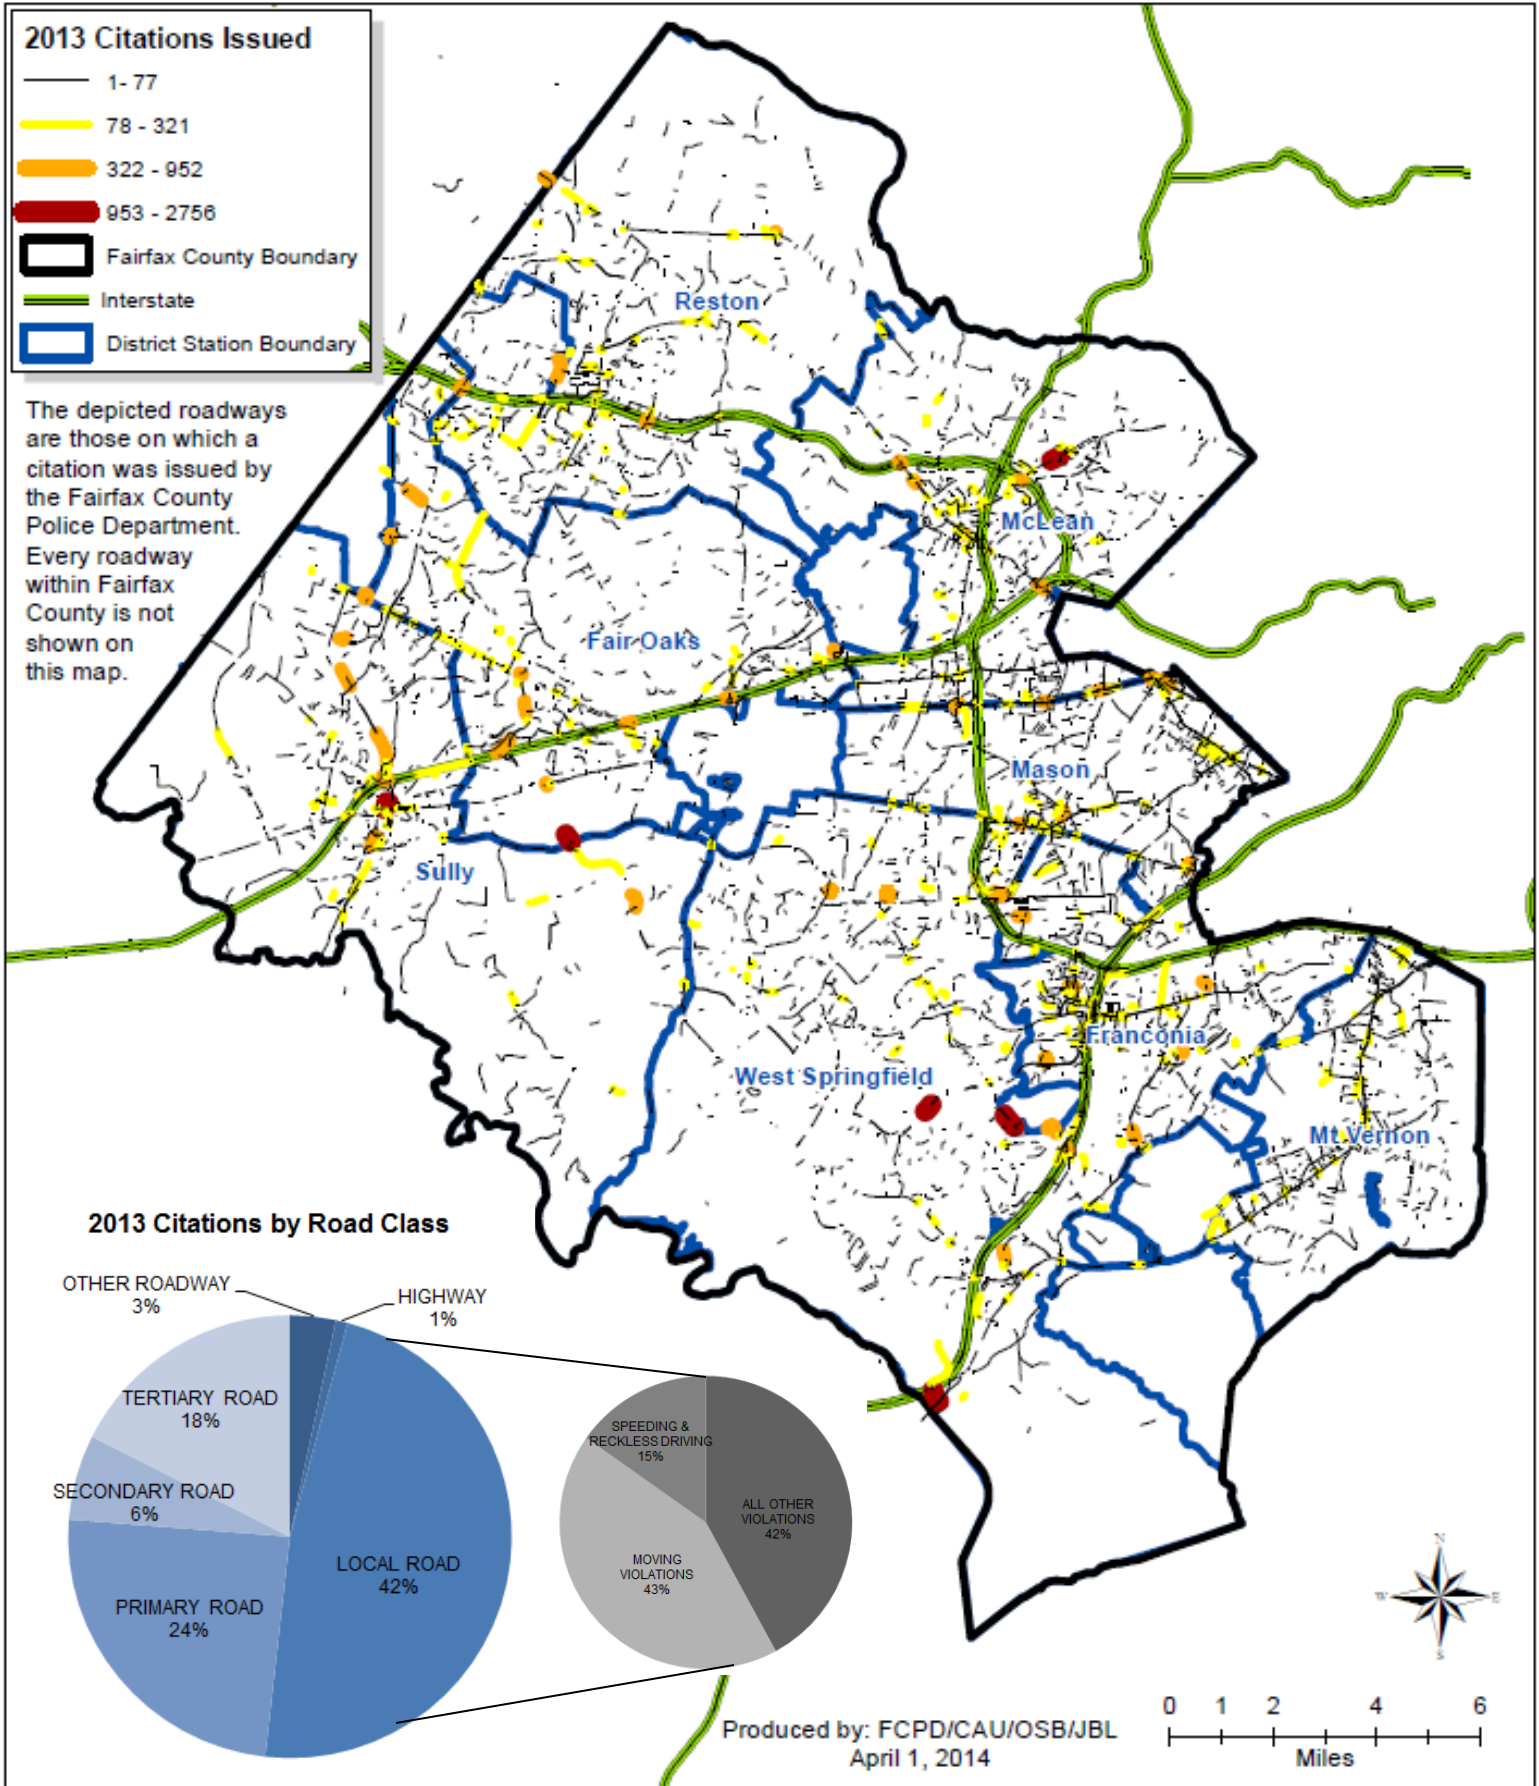 2013 Citations Issued
1- 77
78 - 321
322 - 952
953 - 2756
Fairfax County Boundary
Interstate
District Station Boundary
The depicted roadways
are those on which a
citation was issued by
the Fairfax County
Police Department.
Every roadway
within Fairfax
County is not
shown on
this map.
Reston
McLean
Fair Oaks
Mason
Sully
Franconia
West Springfield
Mt Vernon
2013 Citations by Road Class
OTHER ROADWAY
3%
HIGHWAY
1%
TERTIARY ROAD
18%
SECONDARY ROAD
6%
PRIMARY ROAD
24%
LOCAL ROAD
42%
SPEEDING &
RECKLESS DRIVING
15%
ALL OTHER
VIOLATIONS
42%
MOVING
VIOLATIONS
43%
N
W
E
S
Produced by: FCPD/CAU/OSB/JBL
April 1, 2014
0 1 2 4 6
Miles